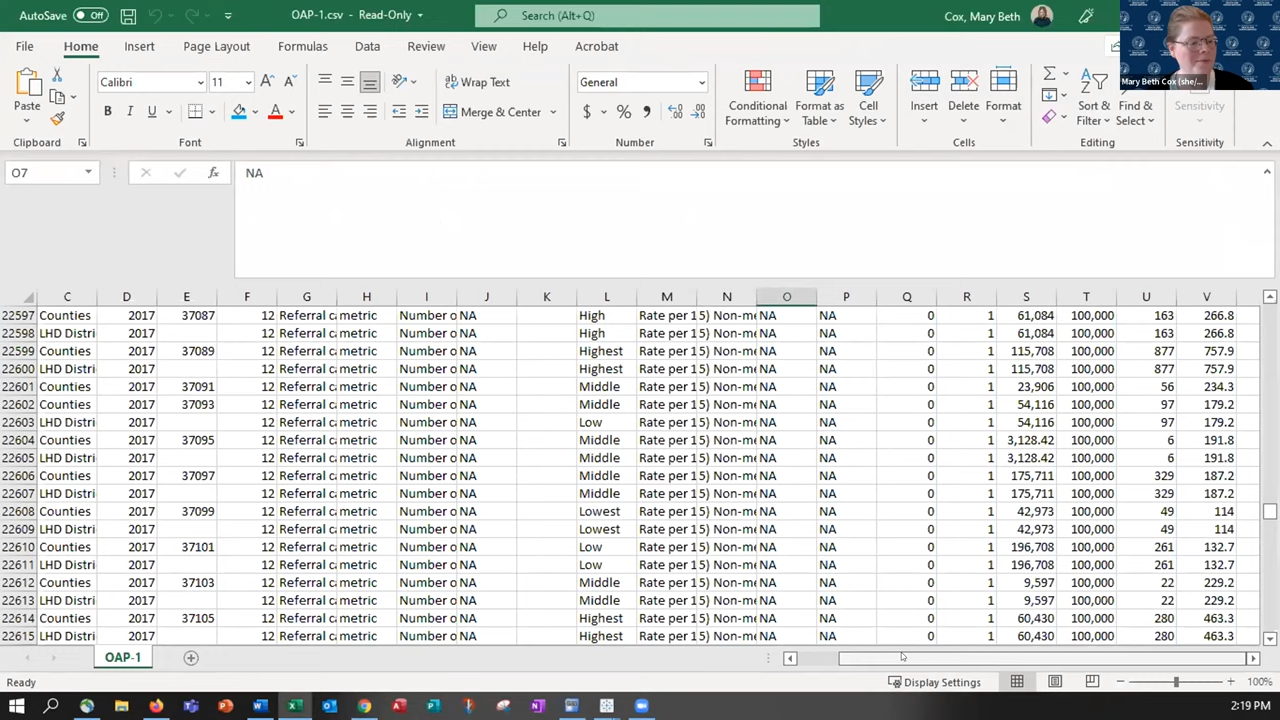 AutoSave Off OAP-1.csv - Read-Only Search (Alt+Q) Cox, Mary Beth
File Home Insert Page Layout Formulas Data Review View Help Acrobat
Mary Beth Cox (she/...
Paste Calibri 11 Wrap Text General Conditional Formatting Format as Table Cell Styles Insert Delete Format Sort & Filter Find & Select Sensitivity
B I U A Merge & Center $ % 9
Clipboard Font Alignment Number Styles Cells Editing Sensitivity
O7 fx NA
C D E F G H I J K L M N O P Q R S T U V
22597 Counties 2017 37087 12 Referral ca metric Number o NA High Rate per 1 5) Non-me NA NA 0 1 61,084 100,000 163 266.8
22598 LHD Distri 2017 12 Referral ca metric Number o NA High Rate per 1 5) Non-me NA NA 0 1 61,084 100,000 163 266.8
22599 Counties 2017 37089 12 Referral ca metric Number o NA Highest Rate per 1 5) Non-me NA NA 0 1 115,708 100,000 877 757.9
22600 LHD Distri 2017 12 Referral ca metric Number o NA Highest Rate per 1 5) Non-me NA NA 0 1 115,708 100,000 877 757.9
22601 Counties 2017 37091 12 Referral ca metric Number o NA Middle Rate per 1 5) Non-me NA NA 0 1 23,906 100,000 56 234.3
22602 Counties 2017 37093 12 Referral ca metric Number o NA Middle Rate per 1 5) Non-me NA NA 0 1 54,116 100,000 97 179.2
22603 LHD Distri 2017 12 Referral ca metric Number o NA Low Rate per 1 5) Non-me NA NA 0 1 54,116 100,000 97 179.2
22604 Counties 2017 37095 12 Referral ca metric Number o NA Middle Rate per 1 5) Non-me NA NA 0 1 3,128.42 100,000 6 191.8
22605 LHD Distri 2017 12 Referral ca metric Number o NA Middle Rate per 1 5) Non-me NA NA 0 1 3,128.42 100,000 6 191.8
22606 Counties 2017 37097 12 Referral ca metric Number o NA Middle Rate per 1 5) Non-me NA NA 0 1 175,711 100,000 329 187.2
22607 LHD Distri 2017 12 Referral ca metric Number o NA Middle Rate per 1 5) Non-me NA NA 0 1 175,711 100,000 329 187.2
22608 Counties 2017 37099 12 Referral ca metric Number o NA Lowest Rate per 1 5) Non-me NA NA 0 1 42,973 100,000 49 114
22609 LHD Distri 2017 12 Referral ca metric Number o NA Lowest Rate per 1 5) Non-me NA NA 0 1 42,973 100,000 49 114
22610 Counties 2017 37101 12 Referral ca metric Number o NA Low Rate per 1 5) Non-me NA NA 0 1 196,708 100,000 261 132.7
22611 LHD Distri 2017 12 Referral ca metric Number o NA Low Rate per 1 5) Non-me NA NA 0 1 196,708 100,000 261 132.7
22612 Counties 2017 37103 12 Referral ca metric Number o NA Middle Rate per 1 5) Non-me NA NA 0 1 9,597 100,000 22 229.2
22613 LHD Distri 2017 12 Referral ca metric Number o NA Middle Rate per 1 5) Non-me NA NA 0 1 9,597 100,000 22 229.2
22614 Counties 2017 37105 12 Referral ca metric Number o NA Highest Rate per 1 5) Non-me NA NA 0 1 60,430 100,000 280 463.3
22615 LHD Distri 2017 12 Referral ca metric Number o NA Highest Rate per 1 5) Non-me NA NA 0 1 60,430 100,000 280 463.3
OAP-1
Ready Display Settings 100%
2:19 PM